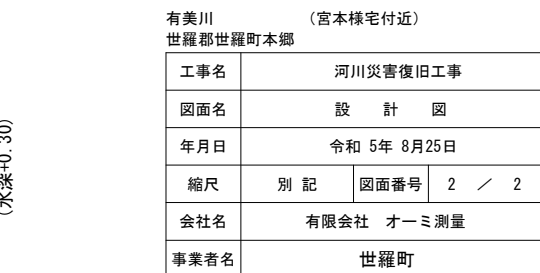 有美川 (宮本様宅付近)
世羅郡世羅町本郷
工事名 河川災害復旧工事
図面名 設 計 図
年月日 令和 5年 8月25日
縮尺 別 記 図面番号 2 ／ 2
会社名 有限会社 オーミ測量
事業者名 世羅町
(水深+0.30)